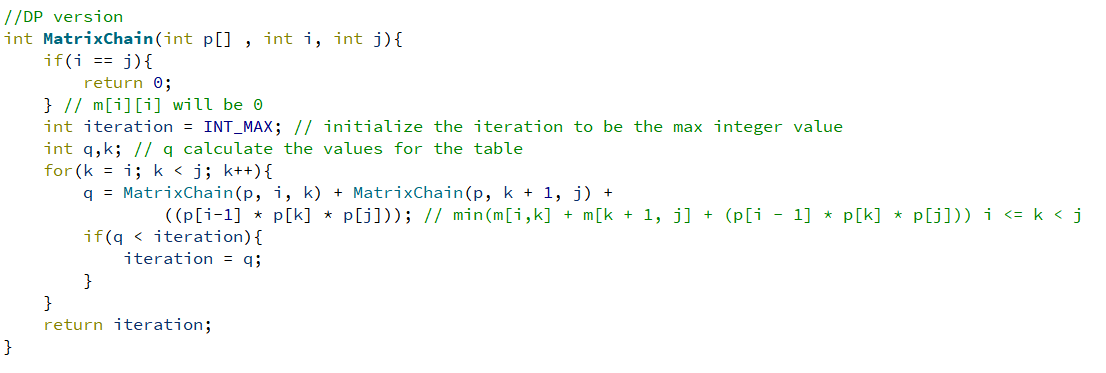 //DP version
int MatrixChain(int p[] , int i, int j){
    if(i == j){
        return 0;
    } // m[i][i] will be 0
    int iteration = INT_MAX; // initialize the iteration to be the max integer value
    int q,k; // q calculate the values for the table
    for(k = i; k < j; k++){
        q = MatrixChain(p, i, k) + MatrixChain(p, k + 1, j) +
                ((p[i-1] * p[k] * p[j])); // min(m[i,k] + m[k + 1, j] + (p[i - 1] * p[k] * p[j])) i <= k < j
        if(q < iteration){
            iteration = q;
        }
    }
    return iteration;
}